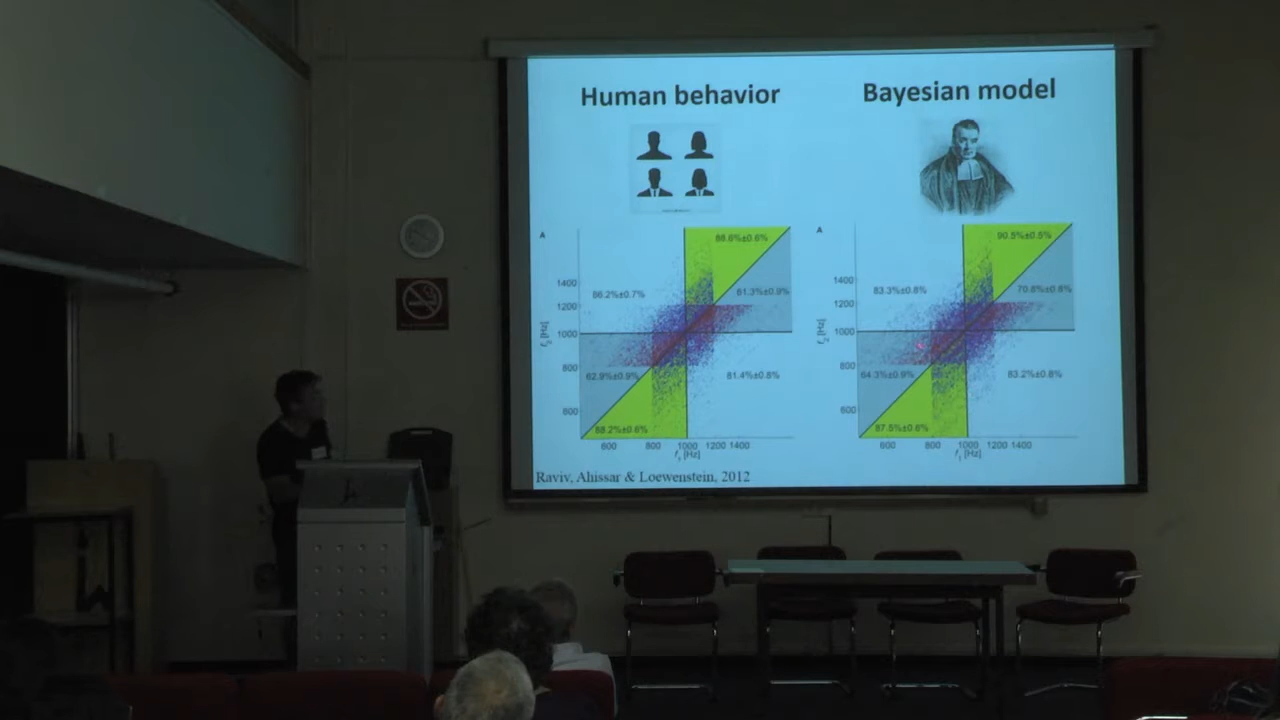 Human behavior
Bayesian model
A
88.6%±0.6%
86.2%±0.7%
61.3%±0.9%
62.9%±0.9%
81.4%±0.8%
88.2%±0.6%
1400
1200
1000
800
600
f₂ [Hz]
600 800 1000 1200 1400
f₁ [Hz]
A
90.5%±0.5%
83.3%±0.8%
70.8%±0.8%
64.3%±0.9%
83.2%±0.8%
87.5%±0.6%
1400
1200
1000
800
600
f₂ [Hz]
600 800 1000 1200 1400
f₁ [Hz]
Raviv, Ahissar & Loewenstein, 2012